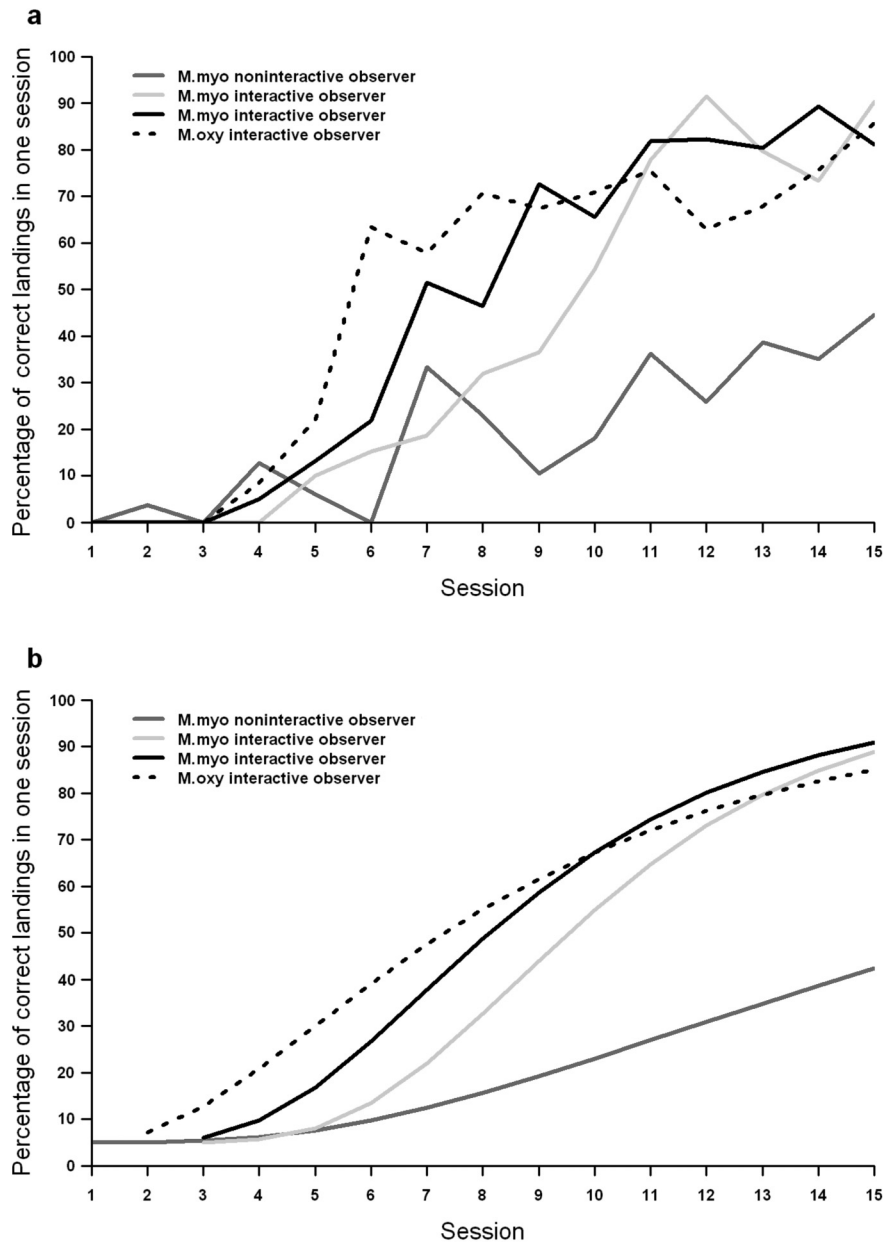 a
Percentage of correct landings in one session
100
90
80
70
60
50
40
30
20
10
0
M.myo noninteractive observer
M.myo interactive observer
M.myo interactive observer
M.oxy interactive observer
1 2 3 4 5 6 7 8 9 10 11 12 13 14 15
Session
b
Percentage of correct landings in one session
100
90
80
70
60
50
40
30
20
10
0
M.myo noninteractive observer
M.myo interactive observer
M.myo interactive observer
M.oxy interactive observer
1 2 3 4 5 6 7 8 9 10 11 12 13 14 15
Session